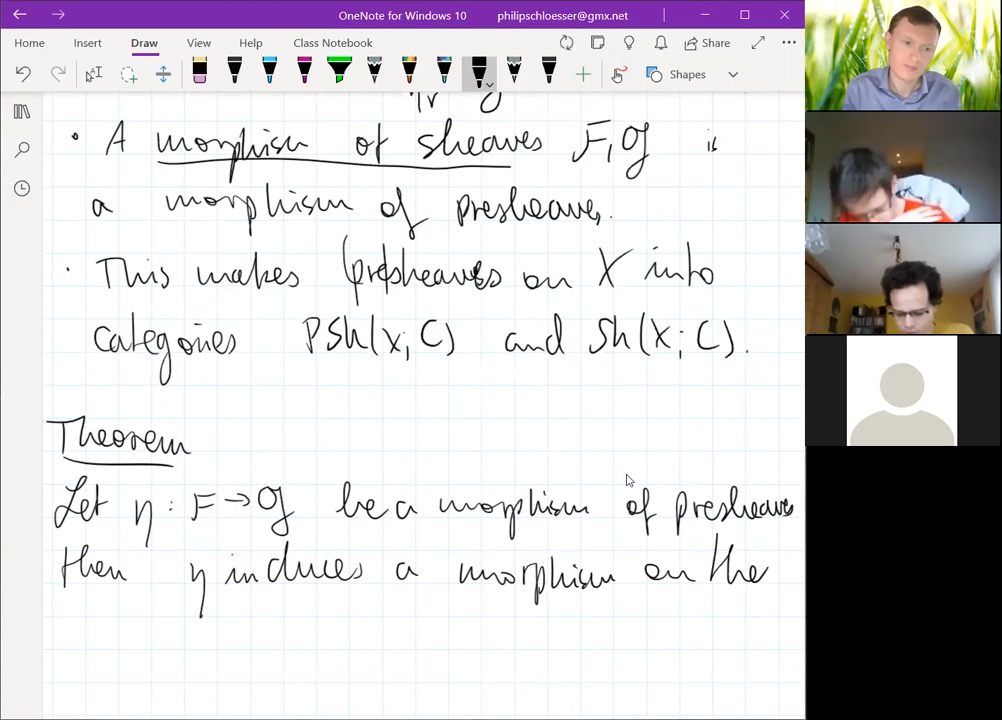 OneNote for Windows 10
philipschloesser@gmx.net
Home Insert Draw View Help Class Notebook
Share
Shapes
• A morphism of sheaves F, G is
a morphism of presheaves.
• This makes (pre)sheaves on X into
categories PSh(X; C) and Sh(X; C).
Theorem
Let η : F → G be a morphism of presheaves
then η induces a morphism on the